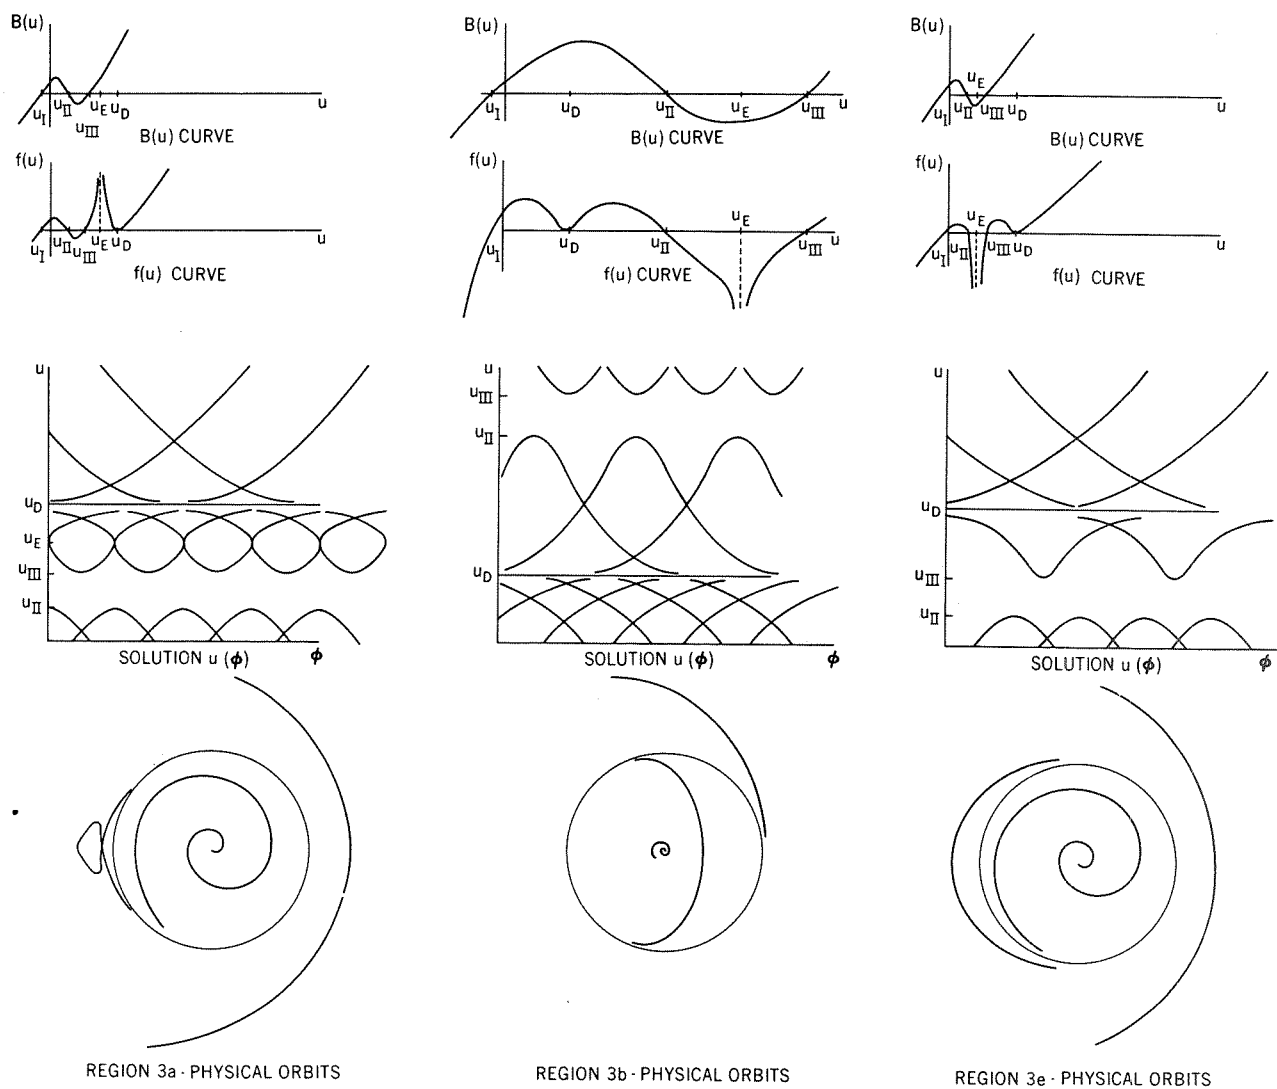 B(u)
u_I
u_II
u_III
u_E
u_D
u
B(u) CURVE
f(u)
u_I
u_II
u_III
u_E
u_D
u
f(u) CURVE
u
u_D
u_E
u_III
u_II
SOLUTION u (ϕ)
ϕ
REGION 3a - PHYSICAL ORBITS
B(u)
u_I
u_D
u_II
u_E
u_III
u
B(u) CURVE
f(u)
u_I
u_D
u_II
u_E
u_III
u
f(u) CURVE
u
u_III
u_II
u_D
SOLUTION u (ϕ)
ϕ
REGION 3b - PHYSICAL ORBITS
B(u)
u_E
u_I
u_II
u_III
u_D
u
B(u) CURVE
f(u)
u_E
u_I
u_II
u_III
u_D
u
f(u) CURVE
u
u_D
u_III
u_II
SOLUTION u (ϕ)
ϕ
REGION 3e - PHYSICAL ORBITS